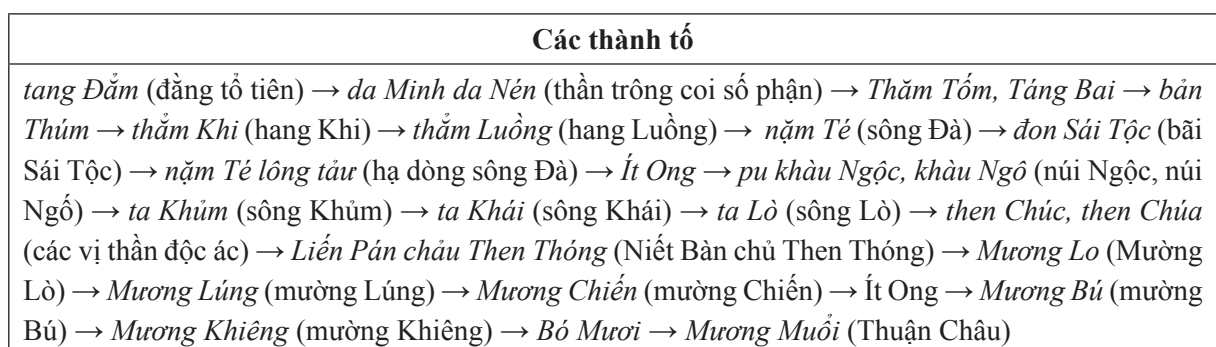 Các thành tố
tang Đẳm (đằng tổ tiên) → da Minh da Nén (thần trông coi số phận) → Thăm Tốm, Táng Bai → bản
Thúm → thẳm Khi (hang Khi) → thẳm Luồng (hang Luồng) → nặm Té (sông Đà) → đon Sái Tộc (bãi
Sái Tộc) → nặm Té lông tảư (hạ dòng sông Đà) → Ít Ong → pu khàu Ngộc, khàu Ngô (núi Ngộc, núi
Ngố) → ta Khủm (sông Khủm) → ta Khái (sông Khái) → ta Lò (sông Lò) → then Chúc, then Chúa
(các vị thần độc ác) → Liến Pán chảu Then Thóng (Niết Bàn chủ Then Thóng) → Mương Lo (Mường
Lò) → Mương Lúng (mường Lúng) → Mương Chiến (mường Chiến) → Ít Ong → Mương Bú (mường
Bú) → Mương Khiêng (mường Khiêng) → Bó Mươi → Mương Muổi (Thuận Châu)